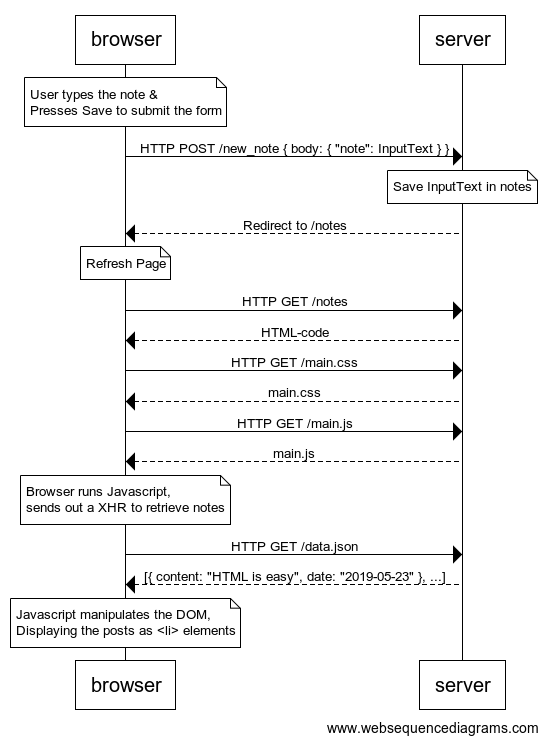 browser
server
User types the note &
Presses Save to submit the form
HTTP POST /new_note { body: { "note": InputText } }
Save InputText in notes
Redirect to /notes
Refresh Page
HTTP GET /notes
HTML-code
HTTP GET /main.css
main.css
HTTP GET /main.js
main.js
Browser runs Javascript,
sends out a XHR to retrieve notes
HTTP GET /data.json
[{ content: "HTML is easy", date: "2019-05-23" }, ...]
Javascript manipulates the DOM,
Displaying the posts as <li> elements
browser
server
www.websequencediagrams.com